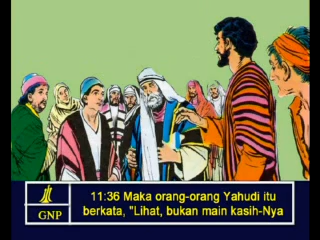 11:36 Maka orang-orang Yahudi itu
berkata, "Lihat, bukan main kasih-Nya
GNP